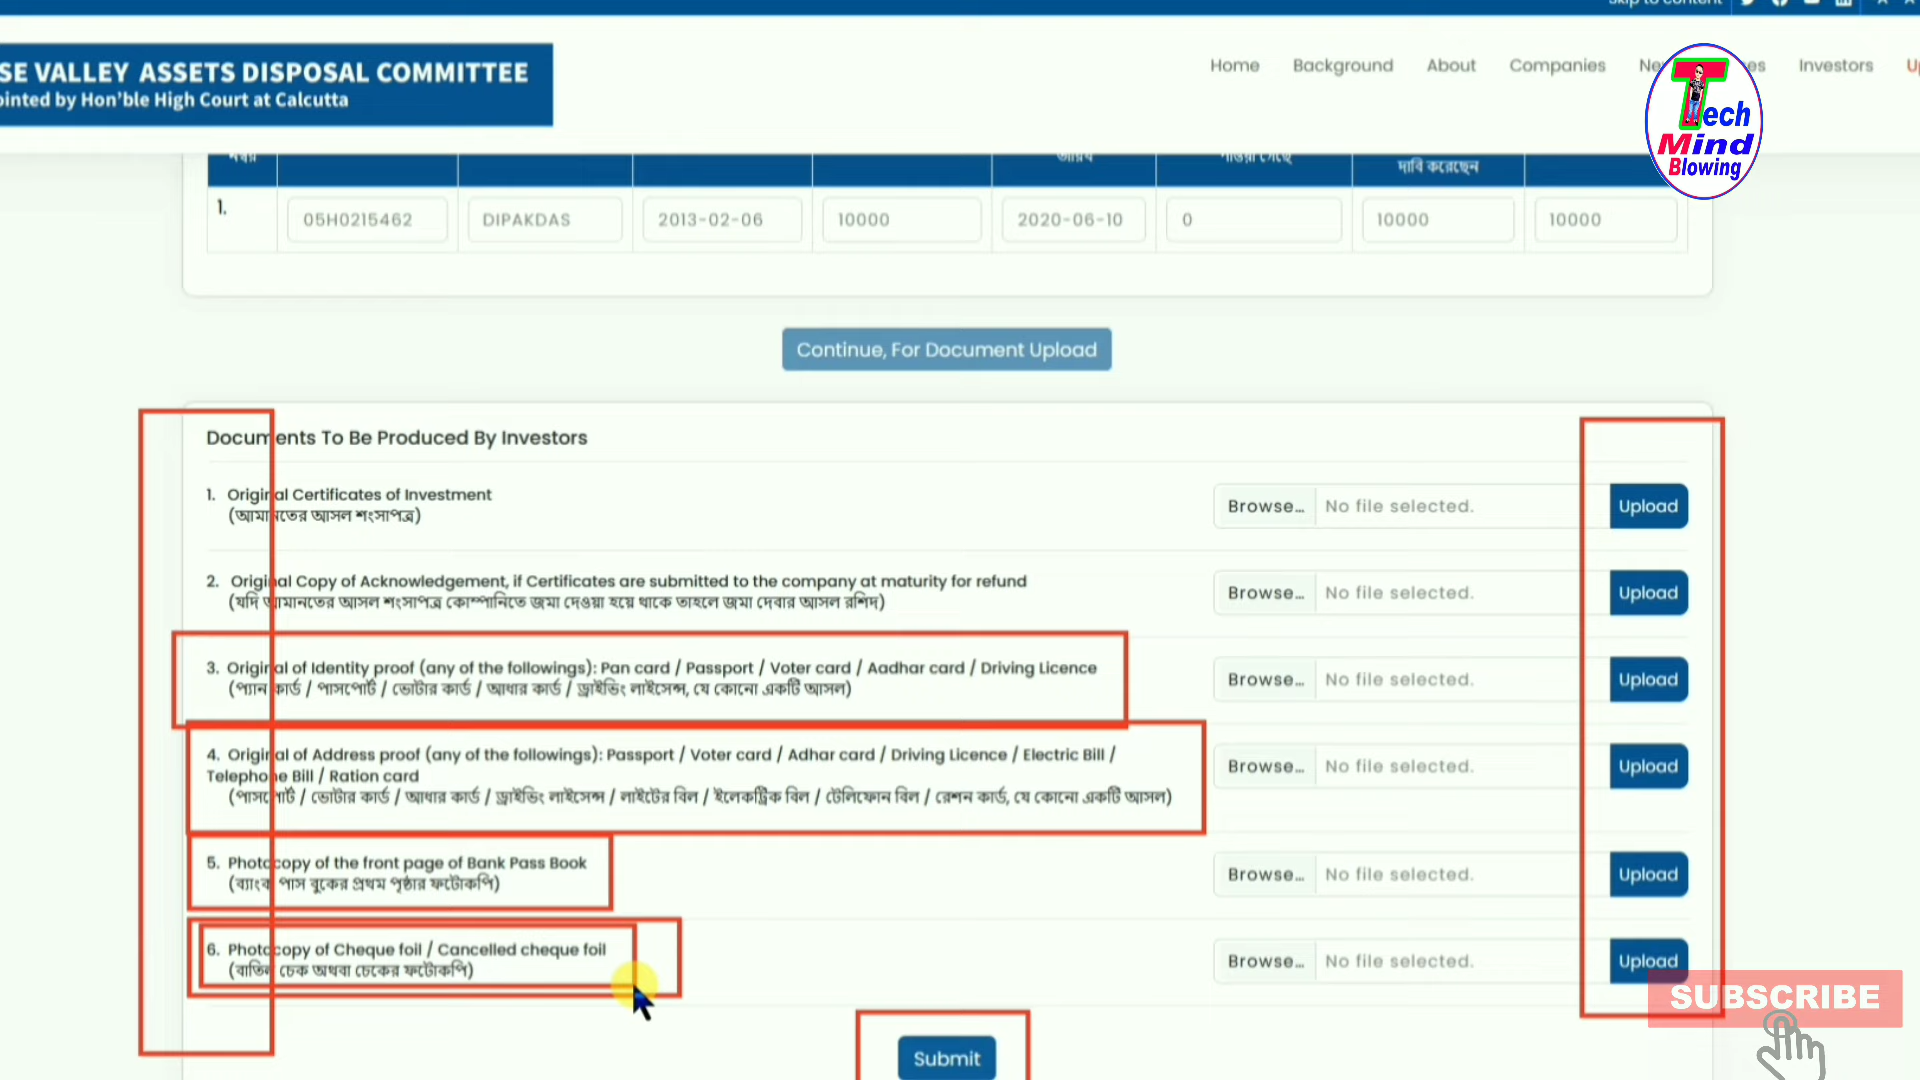 Skip to content
SE VALLEY ASSETS DISPOSAL COMMITTEE
ointed by Hon'ble High Court at Calcutta
Home Background About Companies Investors
Tech
Mind
Blowing
নম্বর পাওয়া গেছে
দাবি করেছেন
1. 05H0215462 DIPAKDAS 2013-02-06 10000 2020-06-10 0 10000 10000
Continue, For Document Upload
Documents To Be Produced By Investors
1. Original Certificates of Investment
(আমানতের আসল শংসাপত্র)
Browse... No file selected. Upload
2. Original Copy of Acknowledgement, if Certificates are submitted to the company at maturity for refund
(যদি আমানতের আসল শংসাপত্র কোম্পানিতে জমা দেওয়া হয়ে থাকে তাহলে জমা দেবার আসল রশিদ)
Browse... No file selected. Upload
3. Original of Identity proof (any of the followings): Pan card / Passport / Voter card / Aadhar card / Driving Licence
(প্যান কার্ড / পাসপোর্ট / ভোটার কার্ড / আধার কার্ড / ড্রাইভিং লাইসেন্স, যে কোনো একটি আসল)
Browse... No file selected. Upload
4. Original of Address proof (any of the followings): Passport / Voter card / Adhar card / Driving Licence / Electric Bill /
Telephone Bill / Ration card
(পাসপোর্ট / ভোটার কার্ড / আধার কার্ড / ড্রাইভিং লাইসেন্স / লাইটের বিল / ইলেকট্রিক বিল / টেলিফোন বিল / রেশন কার্ড, যে কোনো একটি আসল)
Browse... No file selected. Upload
5. Photocopy of the front page of Bank Pass Book
(ব্যাংক পাস বুকের প্রথম পৃষ্ঠার ফটোকপি)
Browse... No file selected. Upload
6. Photocopy of Cheque foil / Cancelled cheque foil
(বাতিল চেক অথবা চেকের ফটোকপি)
Browse... No file selected. Upload
SUBSCRIBE
Submit